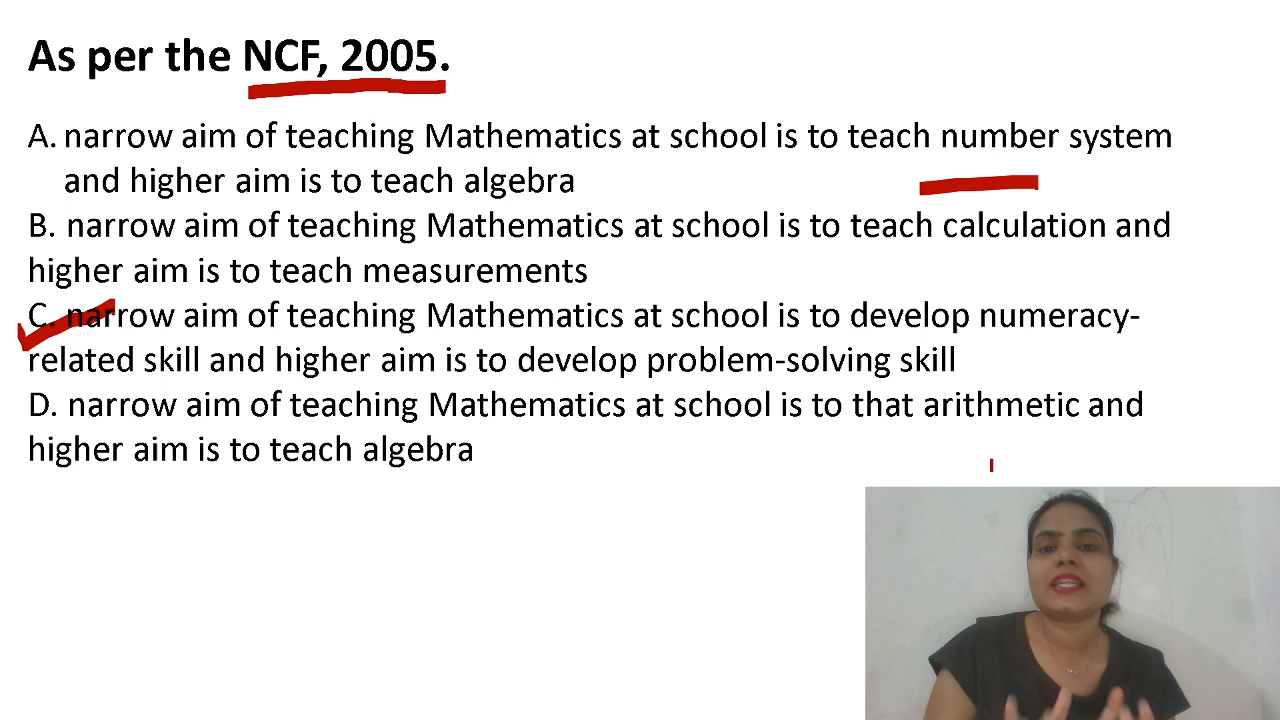 As per the NCF, 2005.
A. narrow aim of teaching Mathematics at school is to teach number system
and higher aim is to teach algebra
B. narrow aim of teaching Mathematics at school is to teach calculation and
higher aim is to teach measurements
C. narrow aim of teaching Mathematics at school is to develop numeracy-
related skill and higher aim is to develop problem-solving skill
D. narrow aim of teaching Mathematics at school is to that arithmetic and
higher aim is to teach algebra